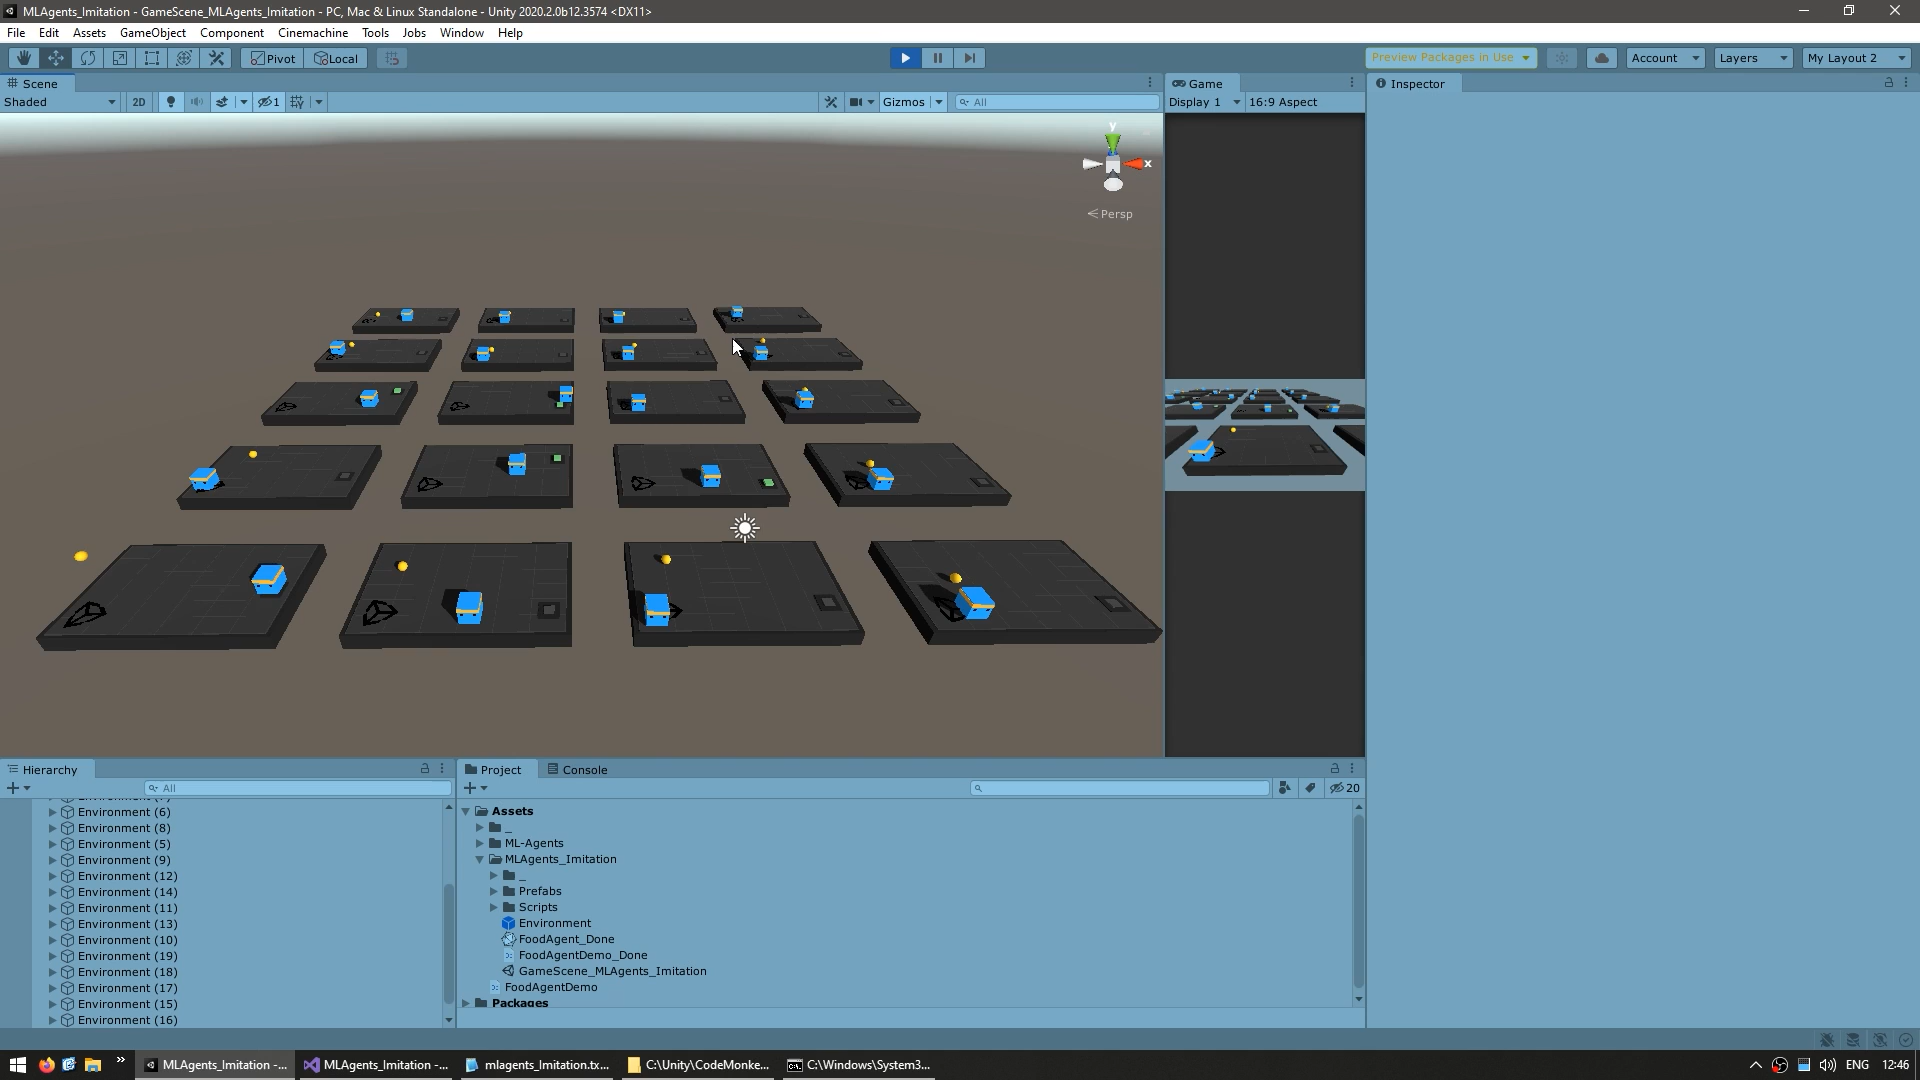 MLAgents_Imitation - GameScene_MLAgents_Imitation - PC, Mac & Linux Standalone - Unity 2020.2.0b12.3574 <DX11>
File Edit Assets GameObject Component Cinemachine Tools Jobs Window Help
Pivot Local Preview Packages in Use Account Layers My Layout 2
Scene Game Inspector
Shaded 2D 1 Gizmos All Display 1 16:9 Aspect
y
x
Persp
Hierarchy Project Console
All 20
Environment (6)
Environment (8)
Environment (5)
Environment (9)
Environment (12)
Environment (14)
Environment (11)
Environment (13)
Environment (10)
Environment (19)
Environment (18)
Environment (17)
Environment (15)
Environment (16)
Assets
_
ML-Agents
MLAgents_Imitation
_
Prefabs
Scripts
Environment
FoodAgent_Done
FoodAgentDemo_Done
GameScene_MLAgents_Imitation
FoodAgentDemo
Packages
MLAgents_Imitation -... MLAgents_Imitation -... mlagents_Imitation.tx... C:\Unity\CodeMonke... C:\Windows\System3... ENG 12:46